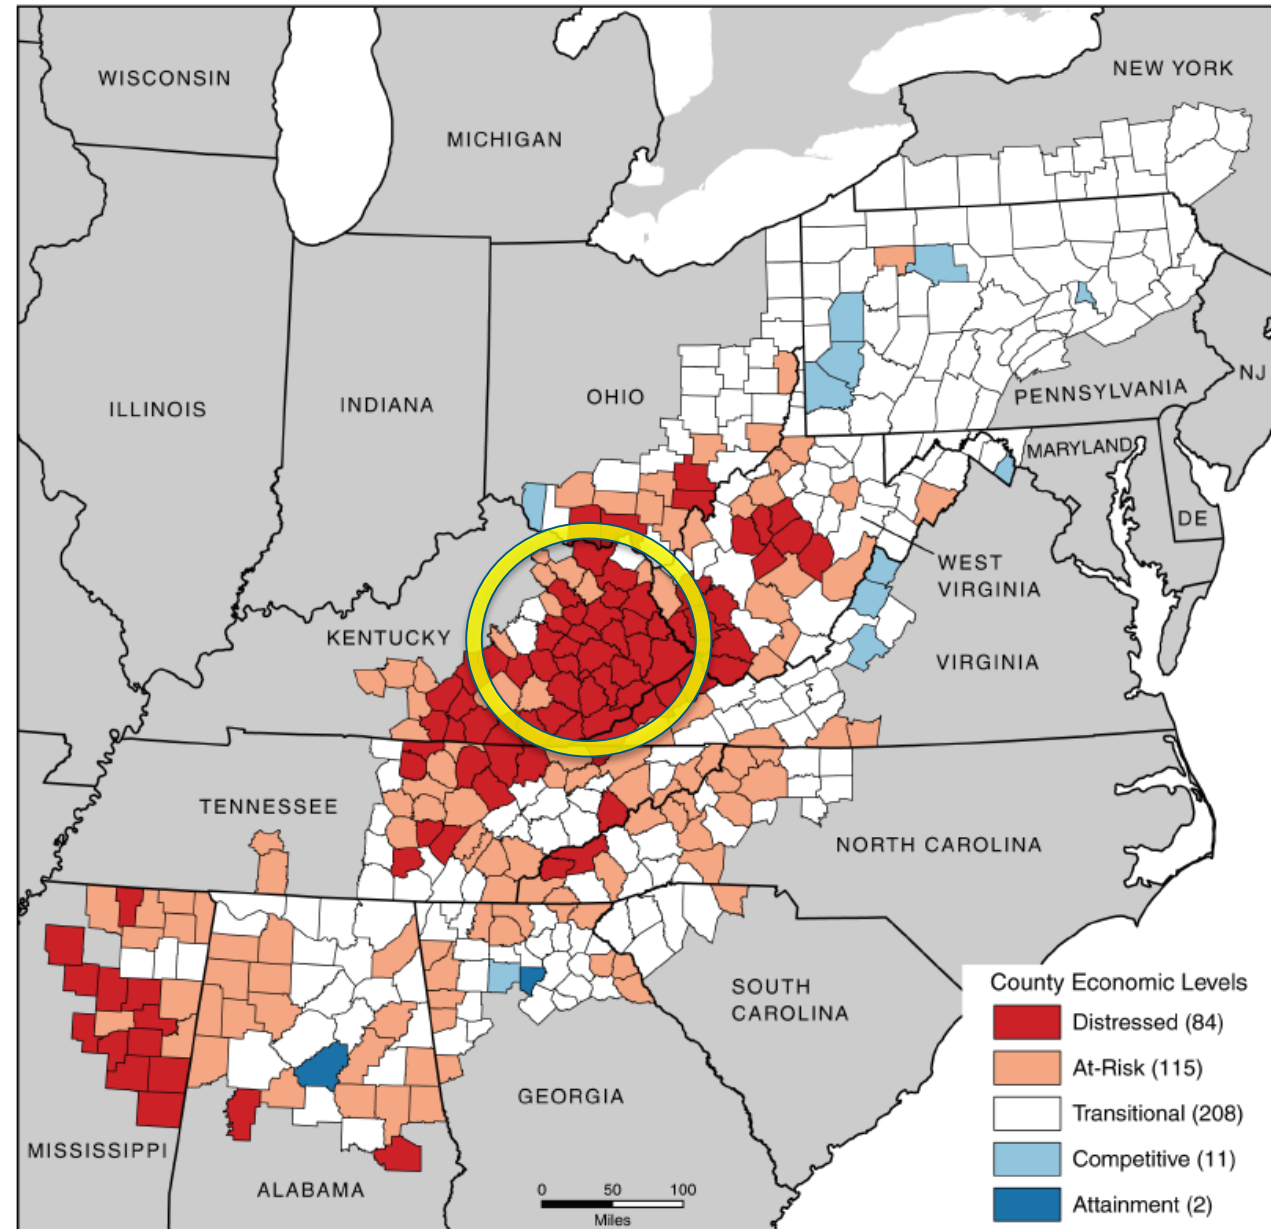 WISCONSIN
MICHIGAN
NEW YORK
ILLINOIS
INDIANA
OHIO
PENNSYLVANIA
NJ
MARYLAND
DE
WEST
VIRGINIA
KENTUCKY
VIRGINIA
TENNESSEE
NORTH CAROLINA
SOUTH
CAROLINA
MISSISSIPPI
ALABAMA
GEORGIA
0 50 100
Miles
County Economic Levels
Distressed (84)
At-Risk (115)
Transitional (208)
Competitive (11)
Attainment (2)